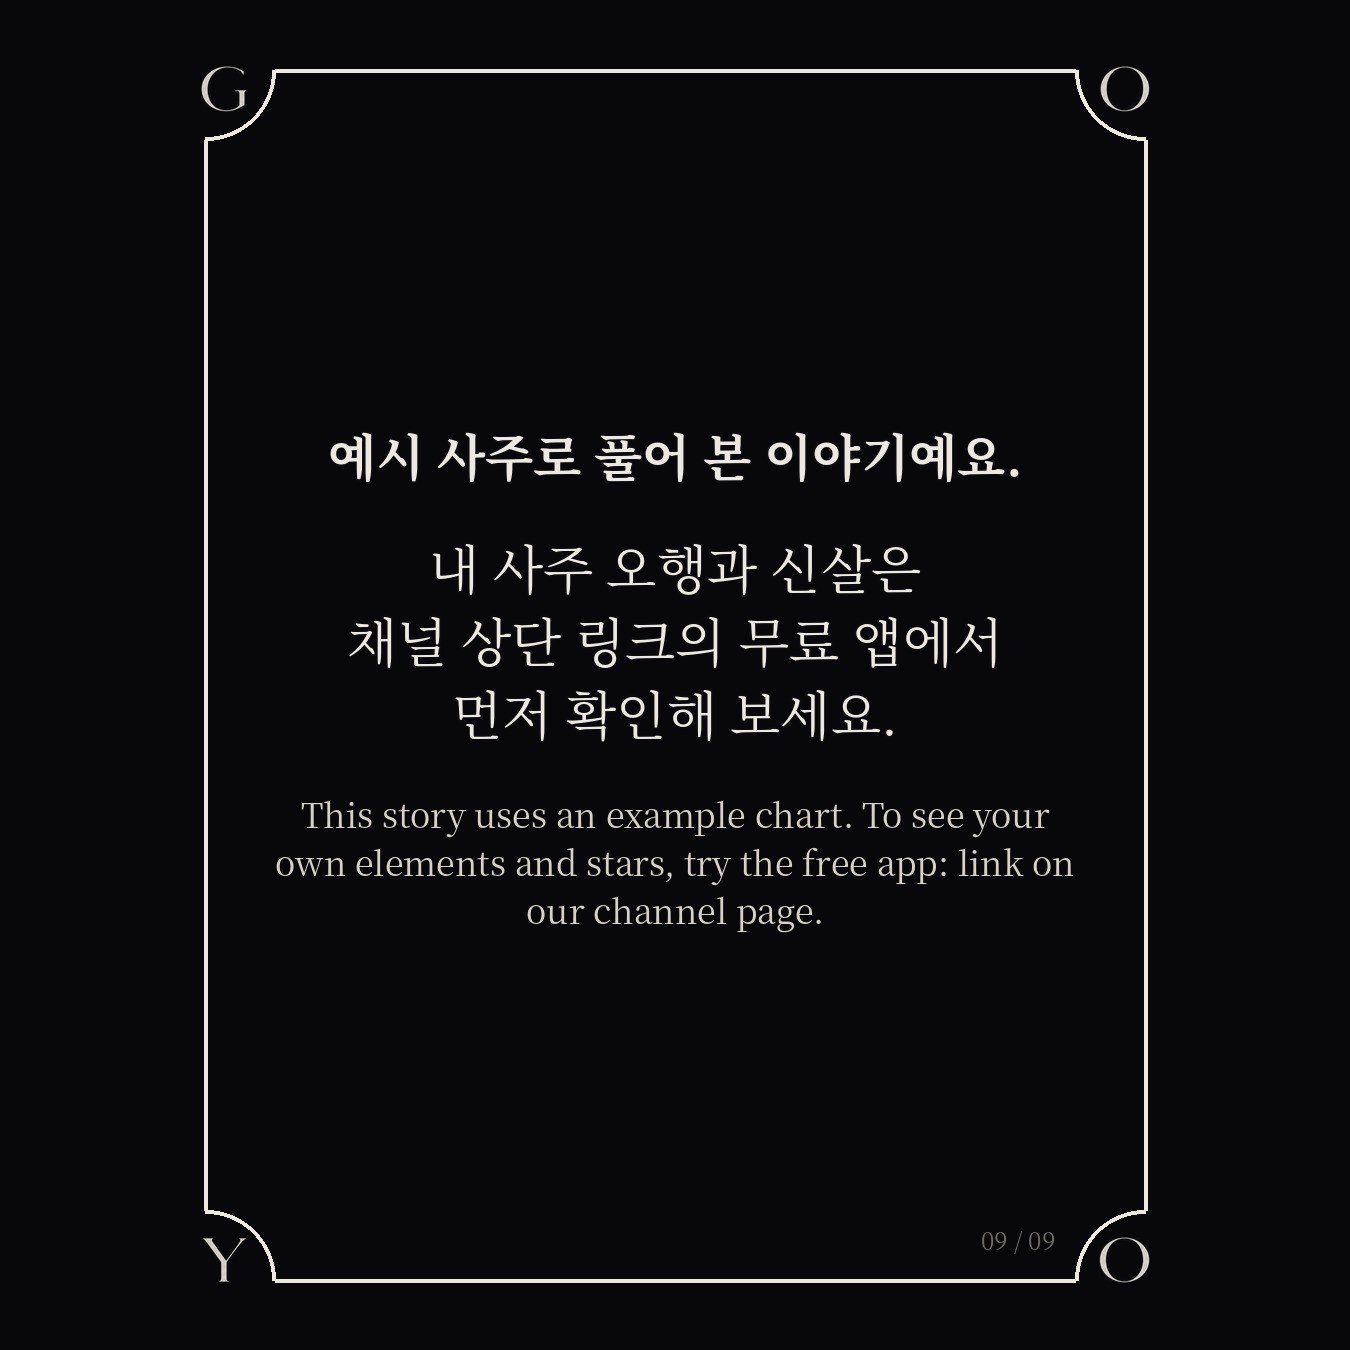 G O
예시 사주로 풀어 본 이야기예요.
내 사주 오행과 신살은
채널 상단 링크의 무료 앱에서
먼저 확인해 보세요.
This story uses an example chart. To see your
own elements and stars, try the free app: link on
our channel page.
09 / 09
Y O